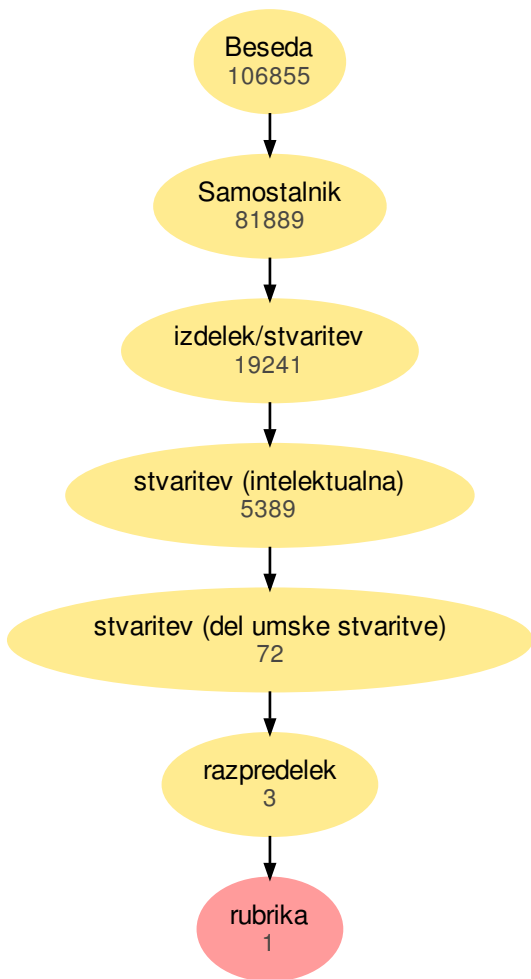 Beseda
106855
Samostalnik
81889
izdelek/stvaritev
19241
stvaritev (intelektualna)
5389
stvaritev (del umske stvaritve)
72
razpredelek
3
rubrika
1